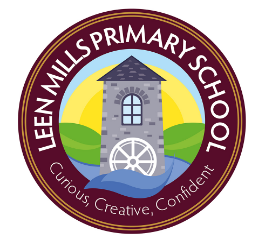 LEEN MILLS PRIMARY SCHOOL
Curious, Creative, Confident